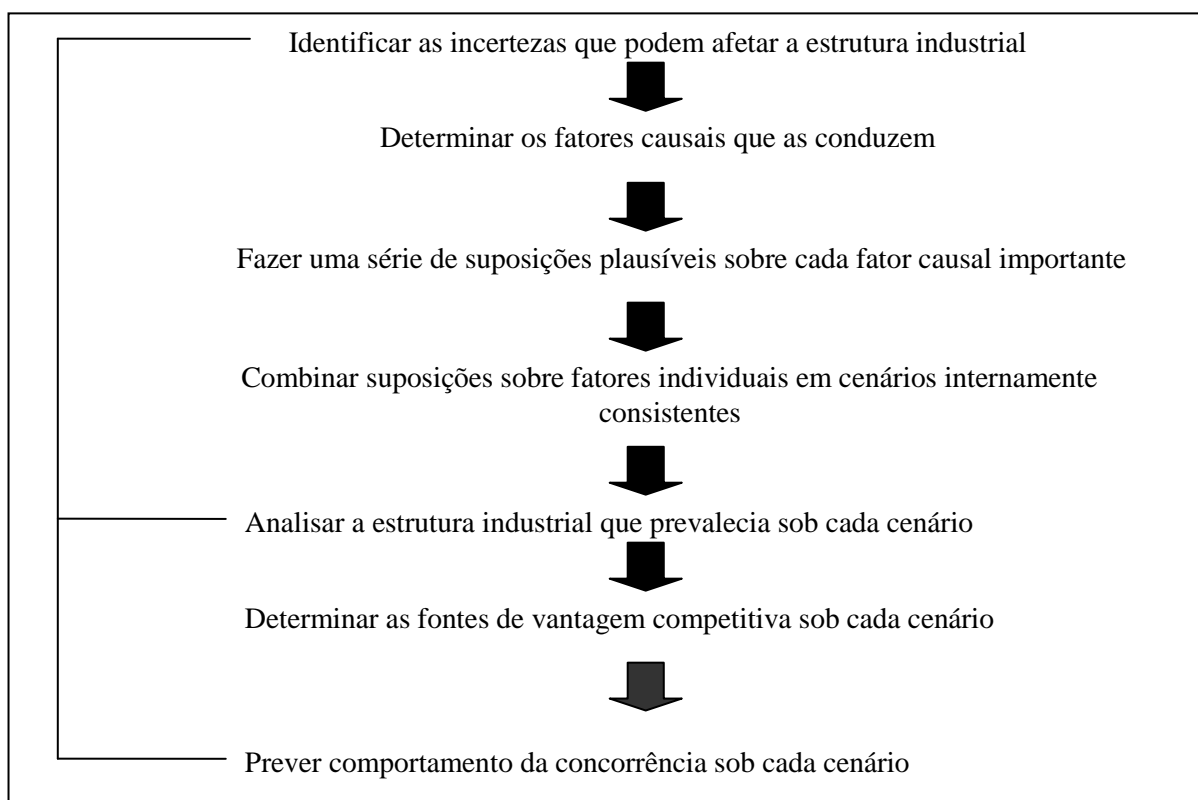 Identificar as incertezas que podem afetar a estrutura industrial
Determinar os fatores causais que as conduzem
Fazer uma série de suposições plausíveis sobre cada fator causal importante
Combinar suposições sobre fatores individuais em cenários internamente
consistentes
Analisar a estrutura industrial que prevalecia sob cada cenário
Determinar as fontes de vantagem competitiva sob cada cenário
Prever comportamento da concorrência sob cada cenário